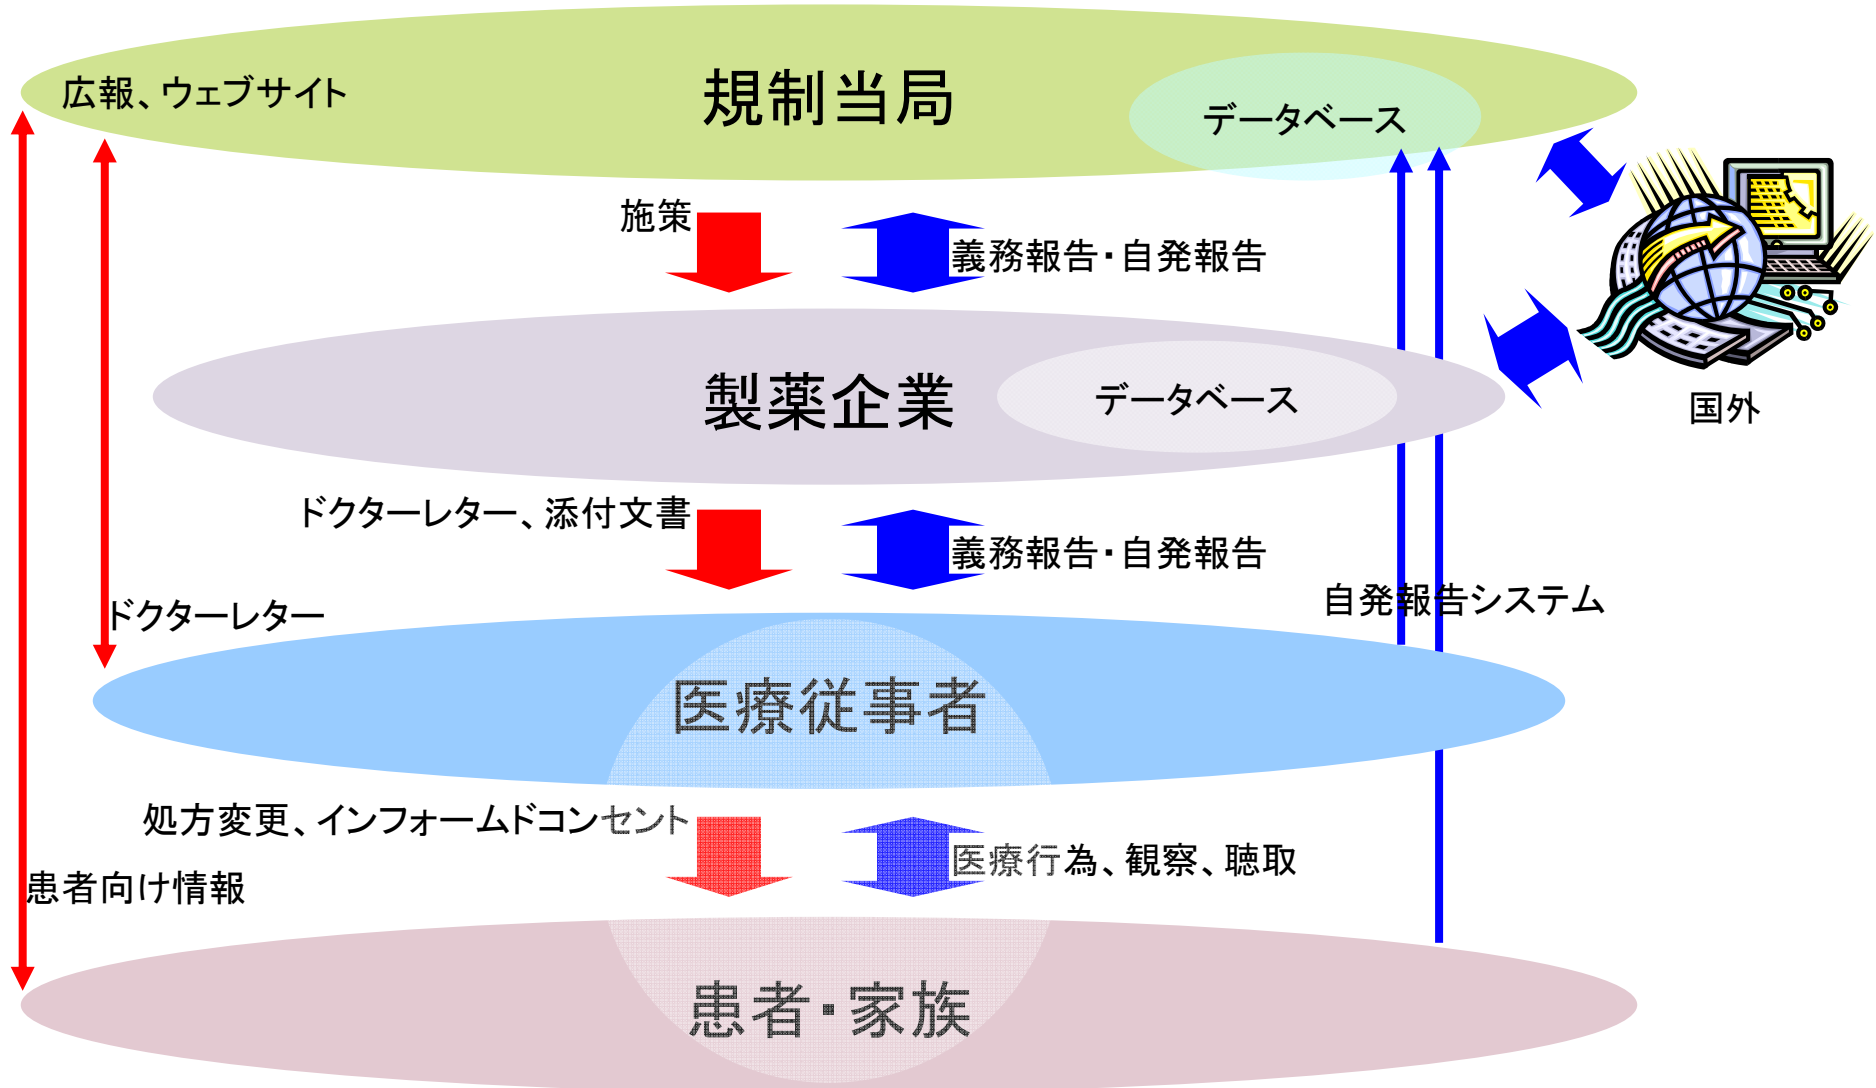 広報、ウェブサイト
規制当局
データベース
施策
義務報告・自発報告
製薬企業
データベース
国外
ドクターレター、添付文書
義務報告・自発報告
自発報告システム
ドクターレター
医療従事者
処方変更、インフォームドコンセント
医療行為、観察、聴取
患者向け情報
患者・家族